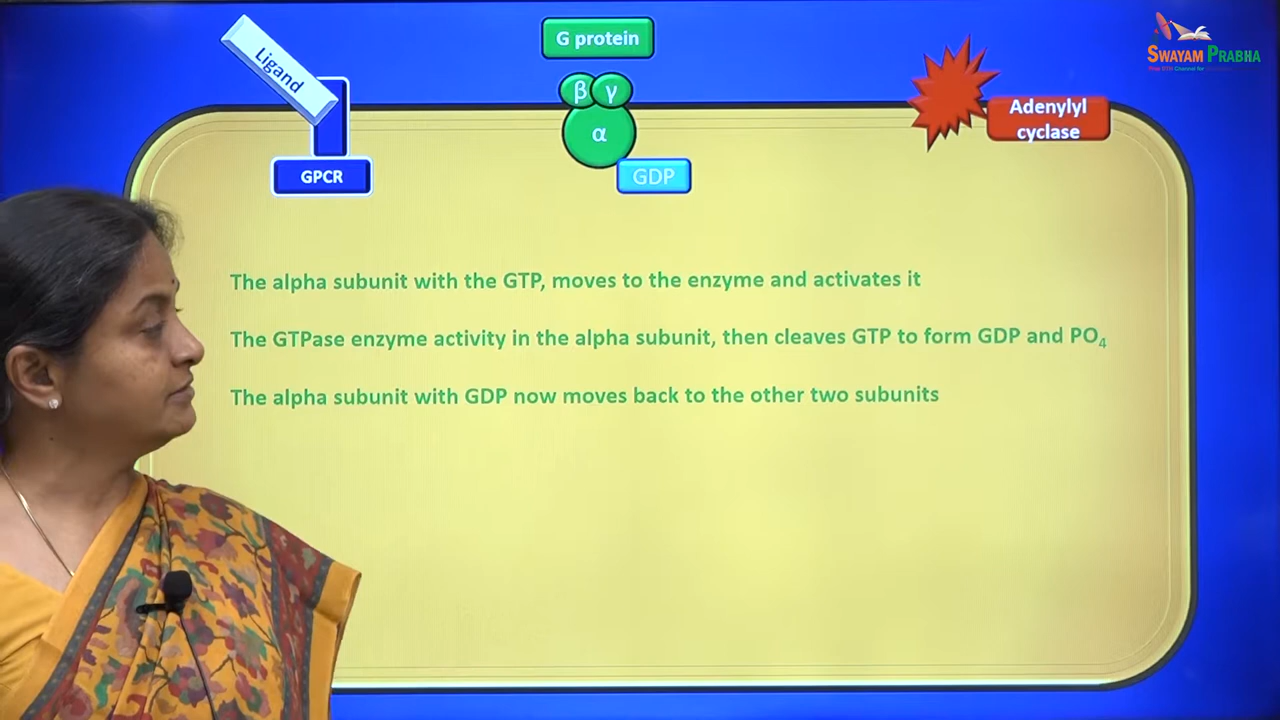 Ligand
G protein
SWAYAM PRABHA
β γ
Adenylyl
cyclase
α
GPCR
GDP
The alpha subunit with the GTP, moves to the enzyme and activates it
The GTPase enzyme activity in the alpha subunit, then cleaves GTP to form GDP and PO₄
The alpha subunit with GDP now moves back to the other two subunits